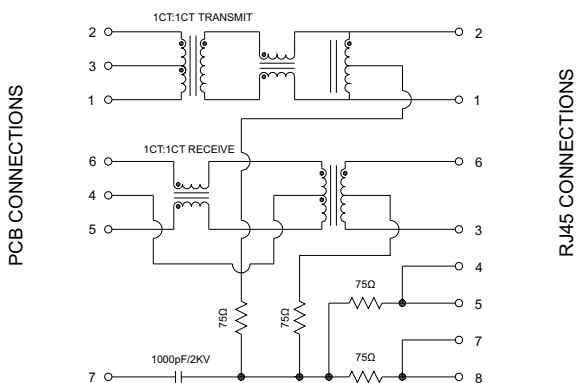 1CT:1CT TRANSMIT
2
2
3
1
1
1CT:1CT RECEIVE
6
6
4
5
3
4
75Ω
5
75Ω
75Ω
7
1000pF/2KV
75Ω
7
8
PCB CONNECTIONS
RJ45 CONNECTIONS